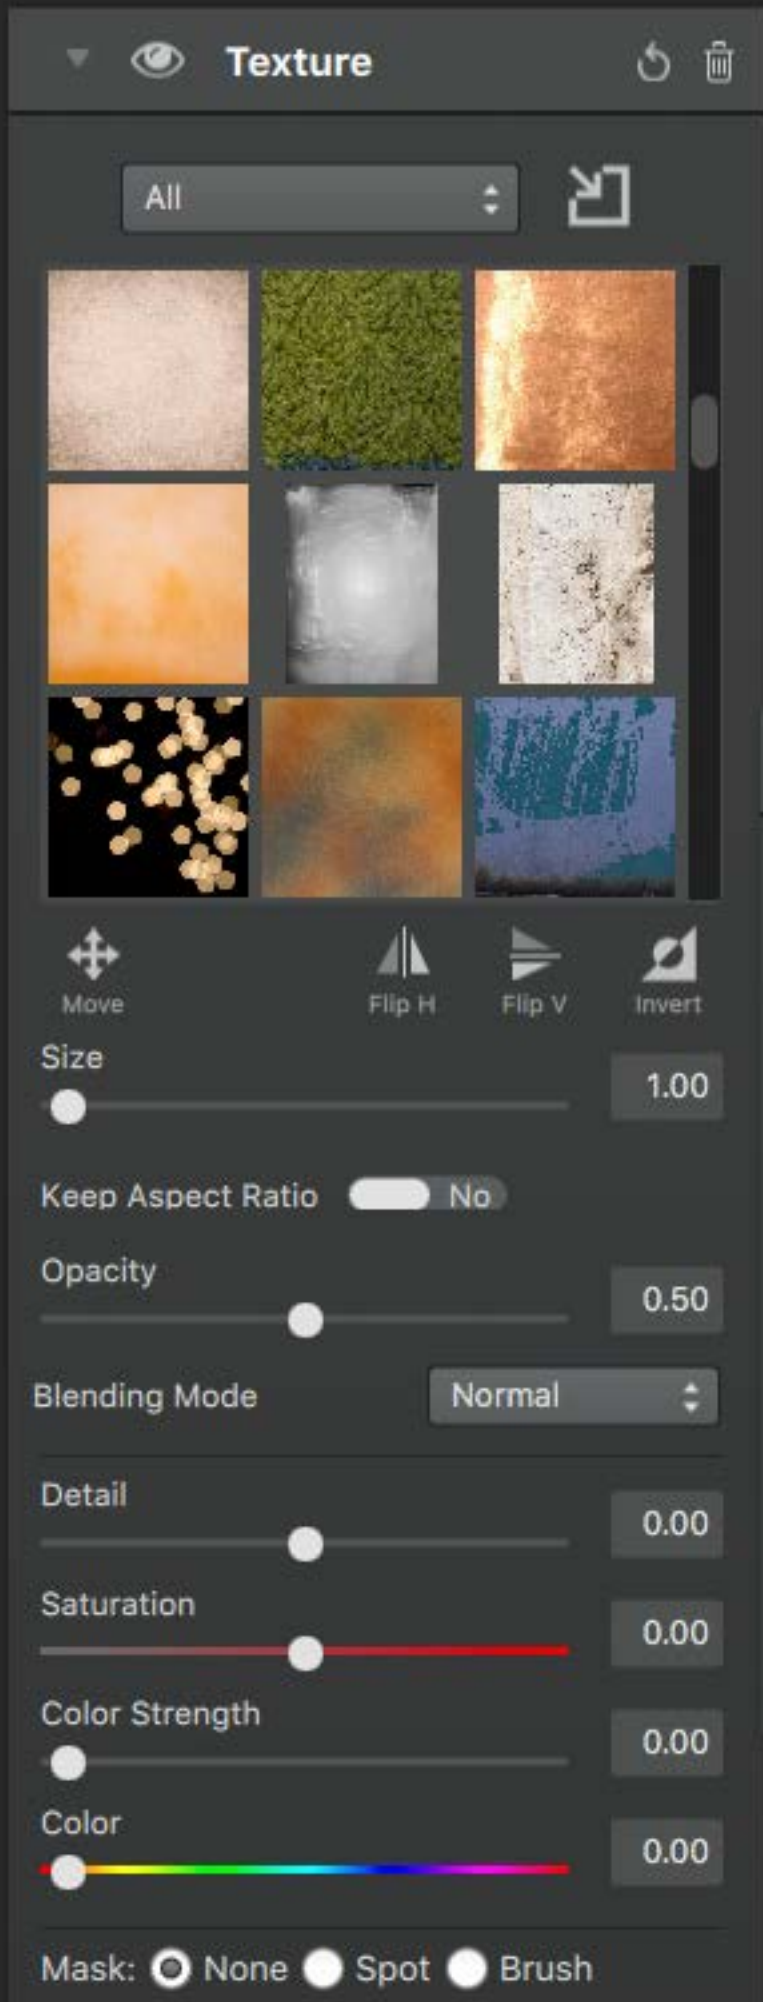 Texture
All
Move Flip H Flip V Invert
Size
1.00
Keep Aspect Ratio No
Opacity
0.50
Blending Mode Normal
Detail
0.00
Saturation
0.00
Color Strength
0.00
Color
0.00
Mask: None Spot Brush